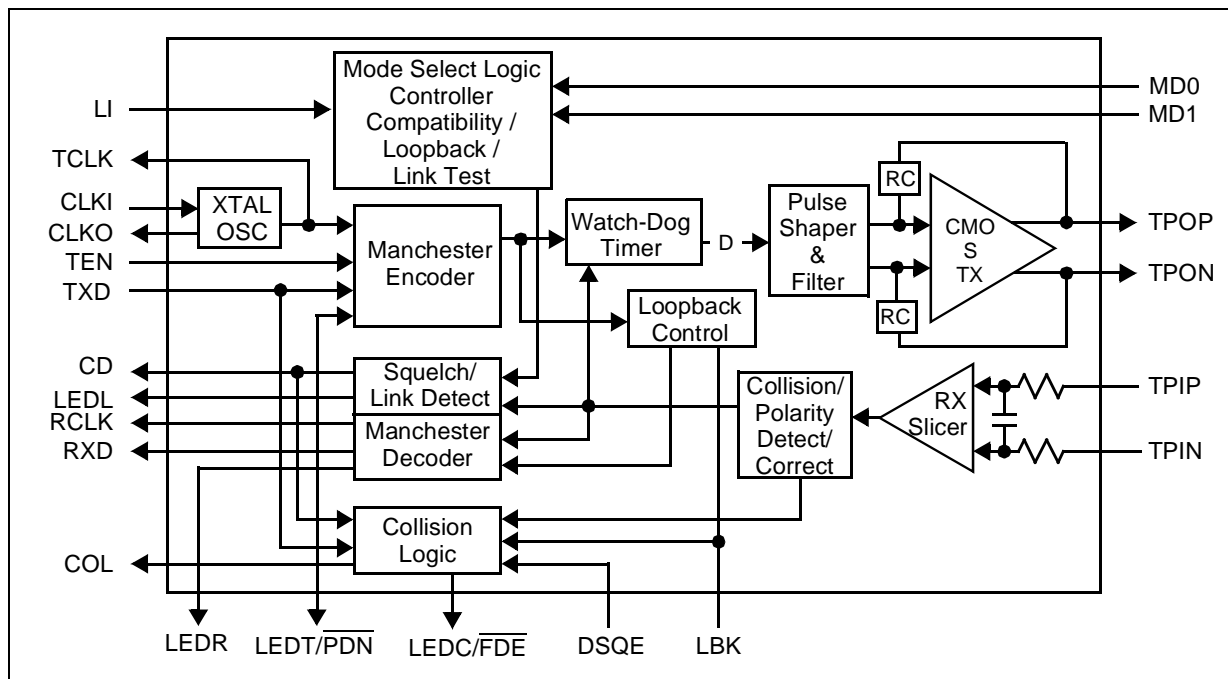 Mode Select Logic
Controller
Compatibility /
Loopback /
Link Test
LI
MD0
MD1
TCLK
CLKI
CLKO
XTAL
OSC
TEN
TXD
Manchester
Encoder
Watch-Dog
Timer
D
Pulse
Shaper
&
Filter
RC
RC
CMO
S
TX
TPOP
TPON
Loopback
Control
CD
LEDL
RCLK
RXD
Squelch/
Link Detect
Manchester
Decoder
Collision/
Polarity
Detect/
Correct
RX
Slicer
TPIP
TPIN
Collision
Logic
COL
LEDR
LEDT/P̅D̅N̅
LEDC/F̅D̅E̅
DSQE
LBK